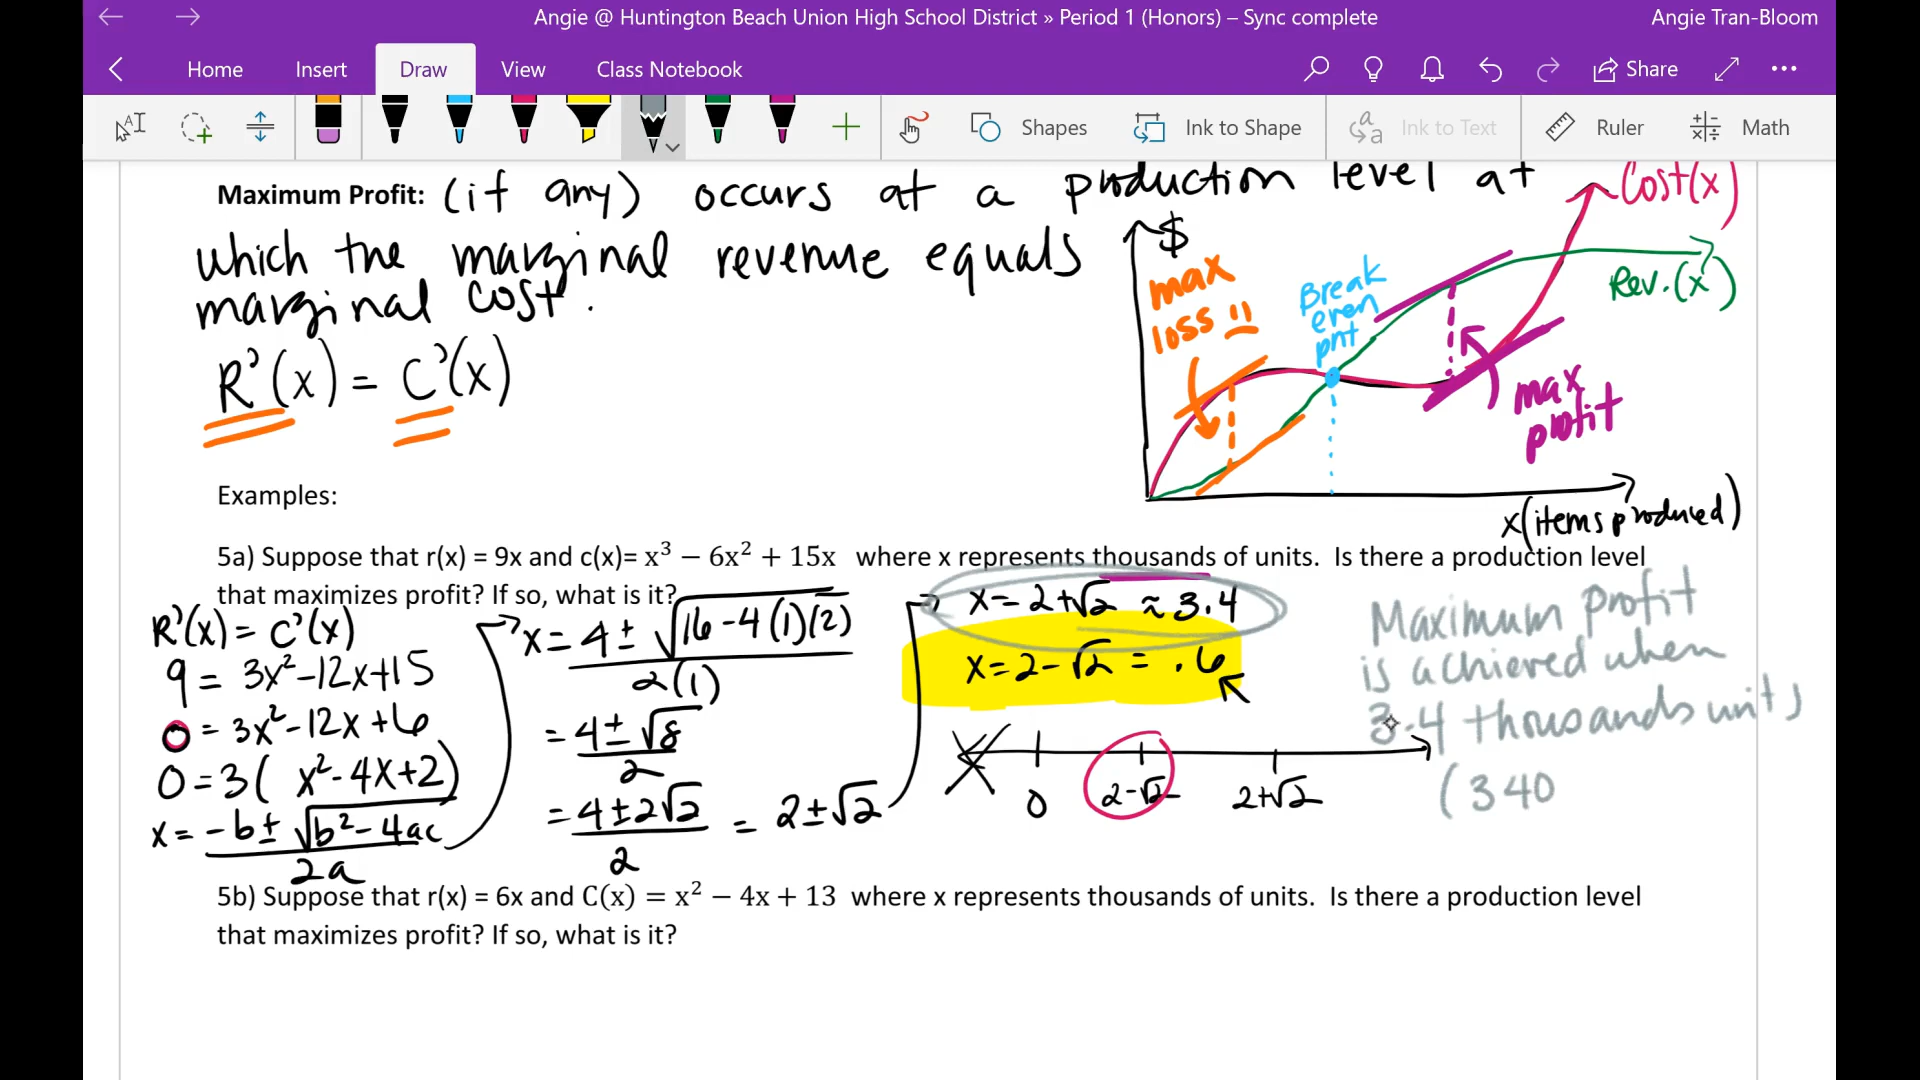 Angie @ Huntington Beach Union High School District » Period 1 (Honors) – Sync complete
Angie Tran-Bloom
Home Insert Draw View Class Notebook Share
Shapes Ink to Shape Ink to Text Ruler Math
Maximum Profit: (if any) occurs at a production level at
which the marginal revenue equals
marginal cost.
R'(x) = C'(x)
$
Cost(x)
Rev.(x)
max
loss
Break
even
pnt
max
profit
x(items produced)
Examples:
5a) Suppose that r(x) = 9x and c(x)= x³ − 6x² + 15x where x represents thousands of units. Is there a production level
that maximizes profit? If so, what is it?
R'(x) = C'(x)
9 = 3x²-12x+15
0 = 3x²-12x+6
0=3( x²-4x+2)
x= -b±√b²-4ac
2a
x= 4±√16-4(1)(2)
2(1)
= 4±√8
2
= 4±2√2
2
= 2±√2
x=2+√2 ≈ 3.4
x=2-√2 = .6
0 2-√2 2+√2
Maximum profit
is achieved when
3.4 thousands units
(340
5b) Suppose that r(x) = 6x and C(x) = x² − 4x + 13 where x represents thousands of units. Is there a production level
that maximizes profit? If so, what is it?